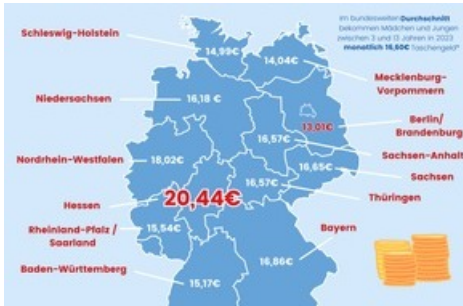 Im bundesweiten Durchschnitt
bekommen Mädchen und Jungen
zwischen 3 und 13 Jahren in 2023
monatlich 16,60€ Taschengeld*
Schleswig-Holstein
14,99€
14,04€
Mecklenburg-
Vorpommern
Niedersachsen
16,18 €
13,01€
Berlin/
Brandenburg
16,57€
Sachsen-Anhalt
Nordrhein-Westfalen
18,02€
16,65€
Sachsen
16,57€
Thüringen
Hessen
20,44€
Rheinland-Pfalz /
Saarland
15,54€
Bayern
Baden-Württemberg
15,17€
16,86€